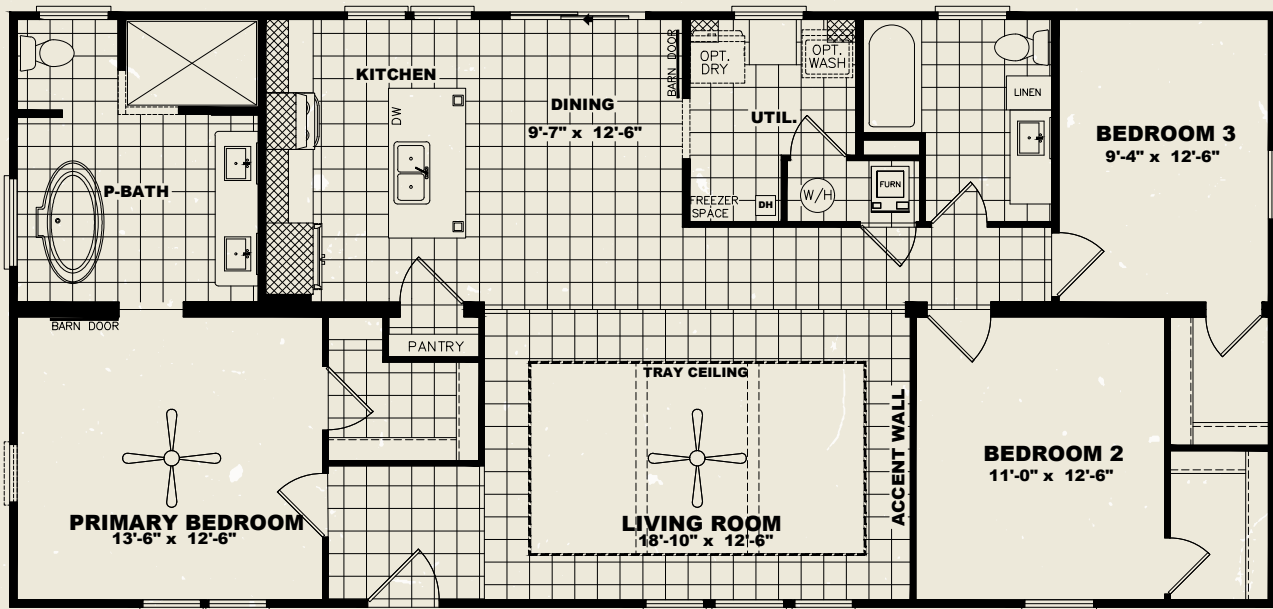 KITCHEN
DW
DINING
9'-7" x 12'-6"
BARN DOOR
OPT.
DRY
OPT.
WASH
UTIL.
LINEN
BEDROOM 3
9'-4" x 12'-6"
P-BATH
FREEZER
SPACE
DH
W/H
FURN
BARN DOOR
PANTRY
TRAY CEILING
ACCENT WALL
BEDROOM 2
11'-0" x 12'-6"
PRIMARY BEDROOM
13'-6" x 12'-6"
LIVING ROOM
18'-10" x 12'-6"